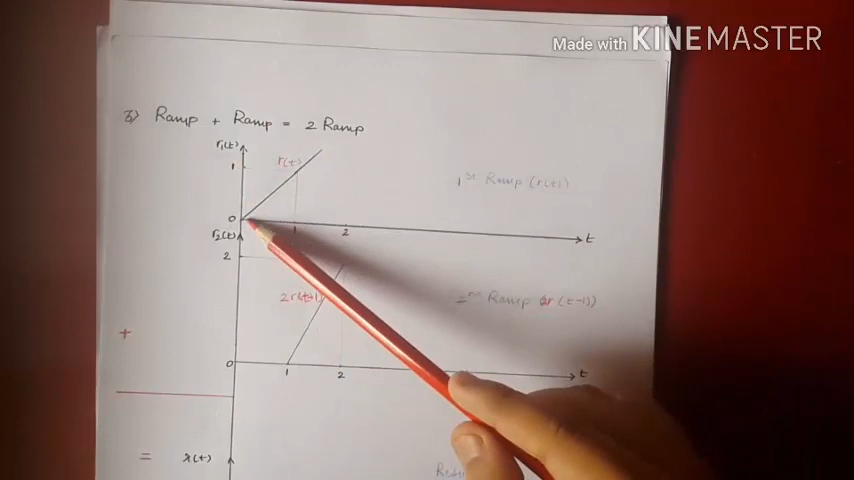 Made with KINEMASTER
3) Ramp + Ramp = 2 Ramp
r₁(t)
1
r(t)
1st Ramp (r(t))
0
1
2
t
r₂(t)
2
2nd Ramp 2r(t-1))
+
0
1
2
t
= x(t)